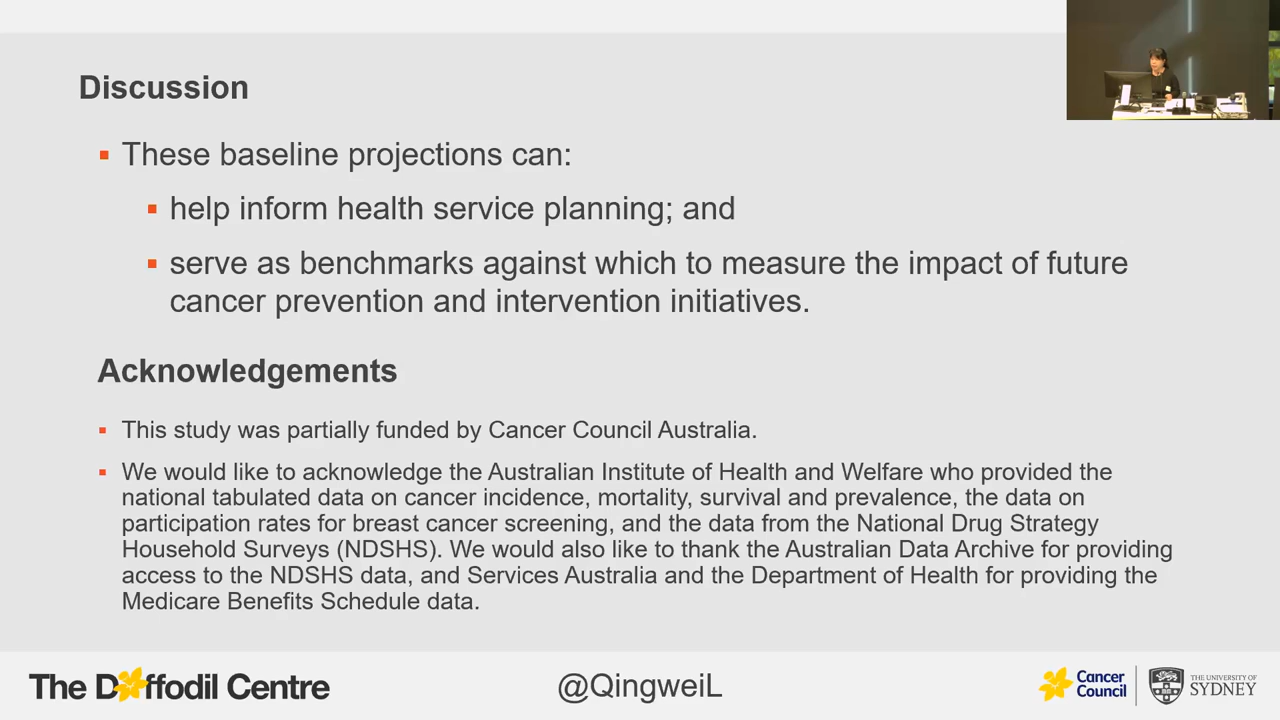 Discussion
These baseline projections can:
help inform health service planning; and
serve as benchmarks against which to measure the impact of future
cancer prevention and intervention initiatives.
Acknowledgements
This study was partially funded by Cancer Council Australia.
We would like to acknowledge the Australian Institute of Health and Welfare who provided the
national tabulated data on cancer incidence, mortality, survival and prevalence, the data on
participation rates for breast cancer screening, and the data from the National Drug Strategy
Household Surveys (NDSHS). We would also like to thank the Australian Data Archive for providing
access to the NDSHS data, and Services Australia and the Department of Health for providing the
Medicare Benefits Schedule data.
The Daffodil Centre
@QingweiL
Cancer
Council
THE UNIVERSITY OF
SYDNEY